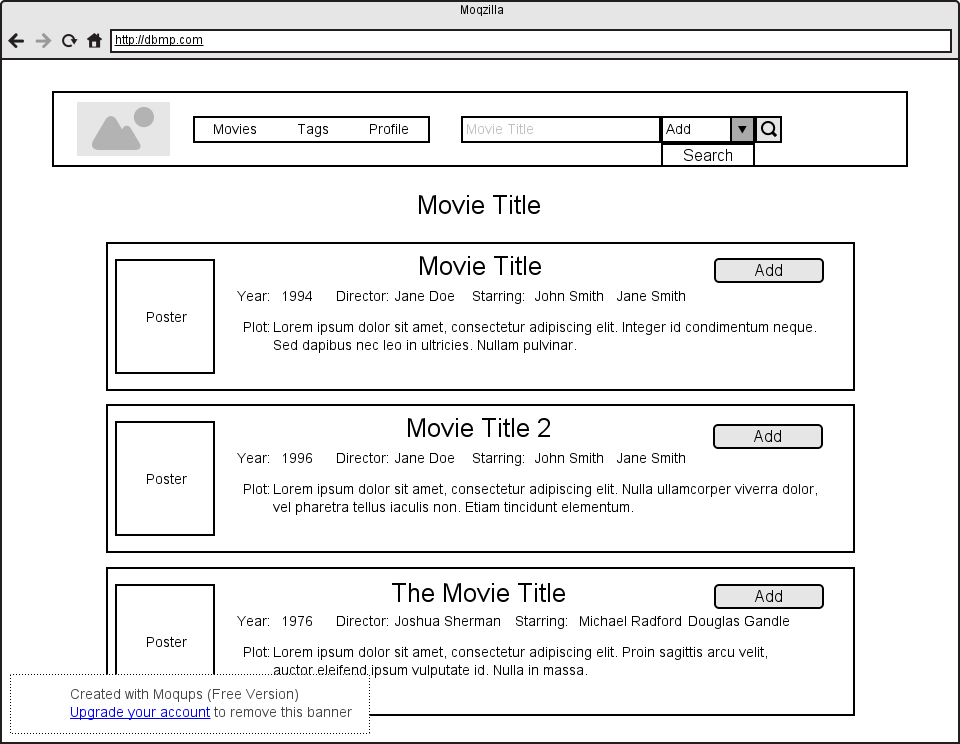 Moqzilla
http://dbmp.com
Movies Tags Profile
Movie Title
Add
Search
Movie Title
Movie Title
Add
Poster
Year: 1994 Director: Jane Doe Starring: John Smith Jane Smith
Plot: Lorem ipsum dolor sit amet, consectetur adipiscing elit. Integer id condimentum neque.
Sed dapibus nec leo in ultricies. Nullam pulvinar.
Movie Title 2
Add
Poster
Year: 1996 Director: Jane Doe Starring: John Smith Jane Smith
Plot: Lorem ipsum dolor sit amet, consectetur adipiscing elit. Nulla ullamcorper viverra dolor,
vel pharetra tellus iaculis non. Etiam tincidunt elementum.
The Movie Title
Add
Poster
Year: 1976 Director: Joshua Sherman Starring: Michael Radford Douglas Gandle
Plot: Lorem ipsum dolor sit amet, consectetur adipiscing elit. Proin sagittis arcu velit,
auctor eleifend ipsum vulputate id. Nulla in massa.
Created with Moqups (Free Version)
Upgrade your account to remove this banner